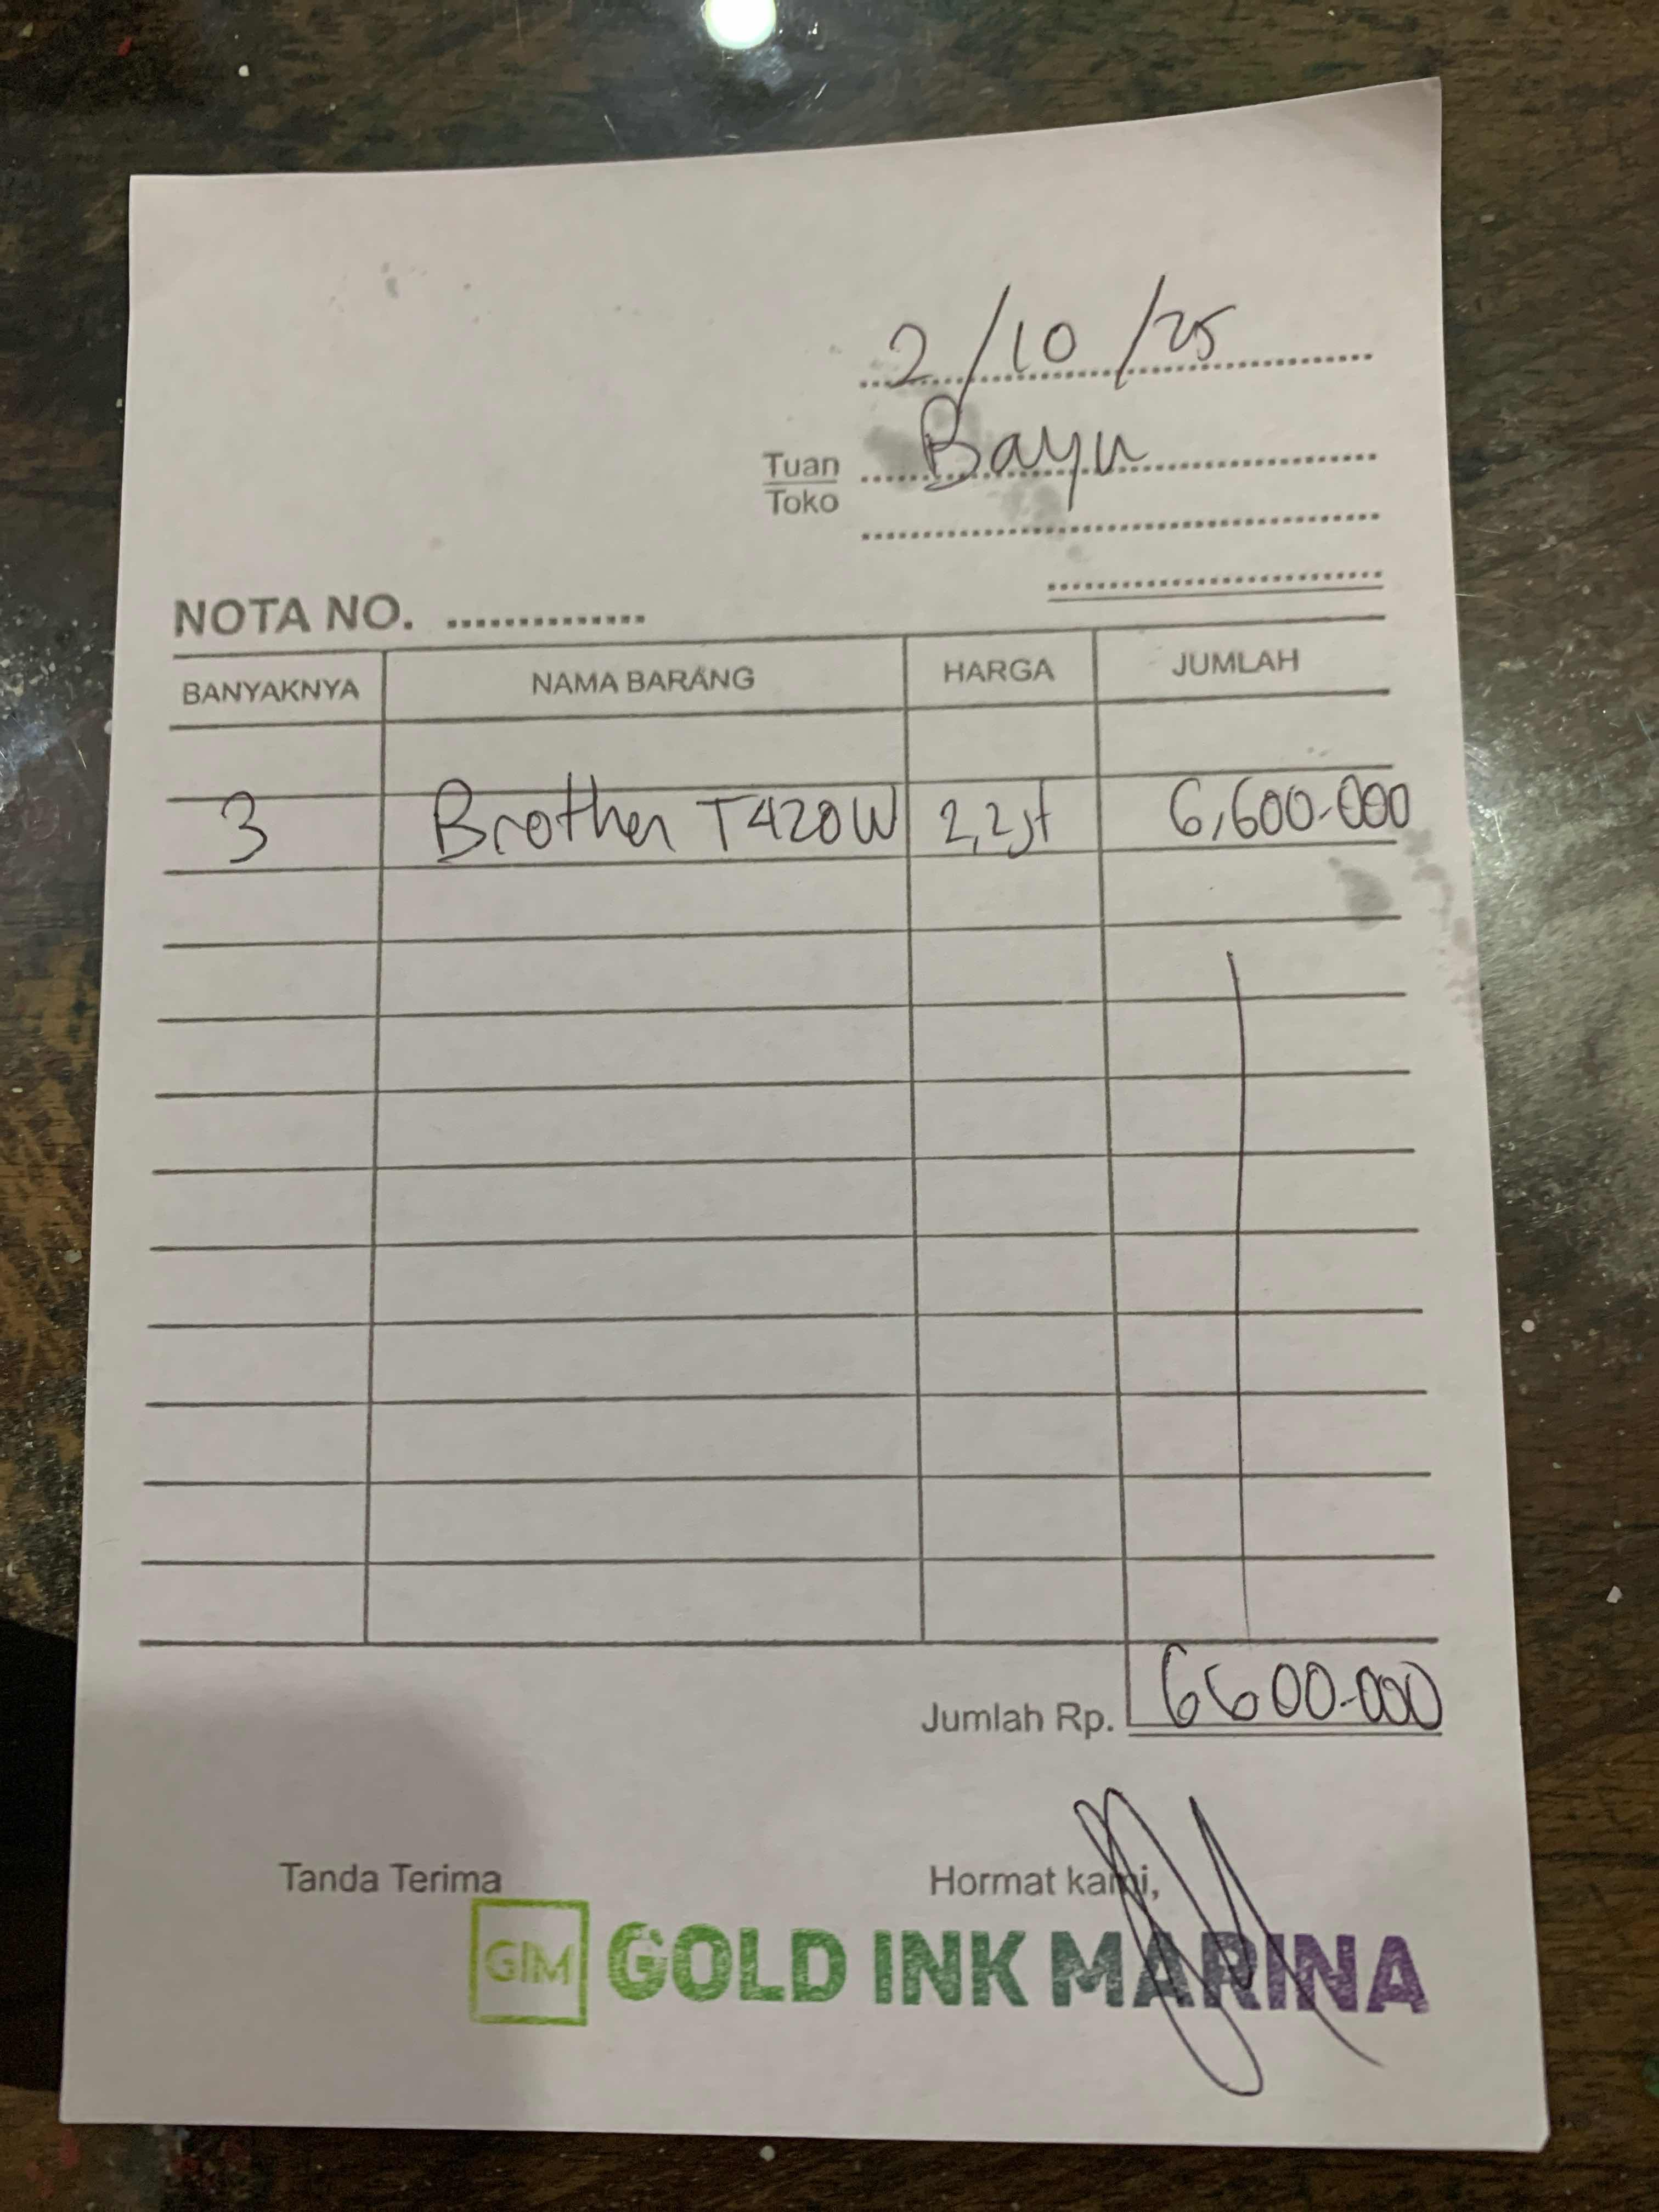 2/10/25
Tuan Bayu
Toko
NOTA NO.
BANYAKNYA NAMA BARANG HARGA JUMLAH
3 Brother T420W 2,2jt 6,600.000
Jumlah Rp. 6600.000
Tanda Terima Hormat kami,
GIM GOLD INK MARINA